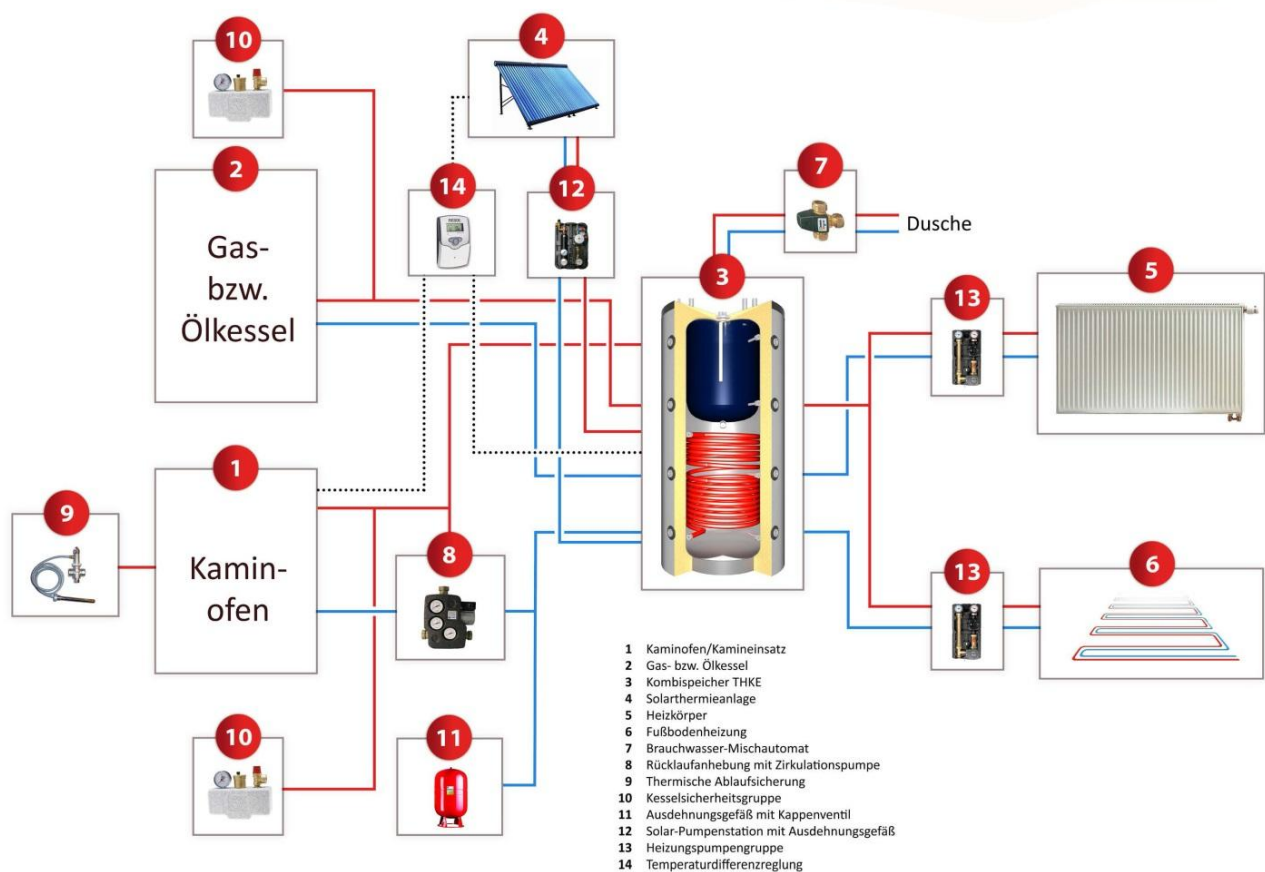 10
4
2
14
12
7
Gas-
bzw.
Ölkessel
Dusche
3
13
5
1
9
Kamin-
ofen
8
13
6
10
11
1 Kaminofen/Kamineinsatz
2 Gas- bzw. Ölkessel
3 Kombispeicher THKE
4 Solarthermieanlage
5 Heizkörper
6 Fußbodenheizung
7 Brauchwasser-Mischautomat
8 Rücklaufanhebung mit Zirkulationspumpe
9 Thermische Ablaufsicherung
10 Kesselsicherheitsgruppe
11 Ausdehnungsgefäß mit Kappenventil
12 Solar-Pumpenstation mit Ausdehnungsgefäß
13 Heizungspumpengruppe
14 Temperaturdifferenzreglung